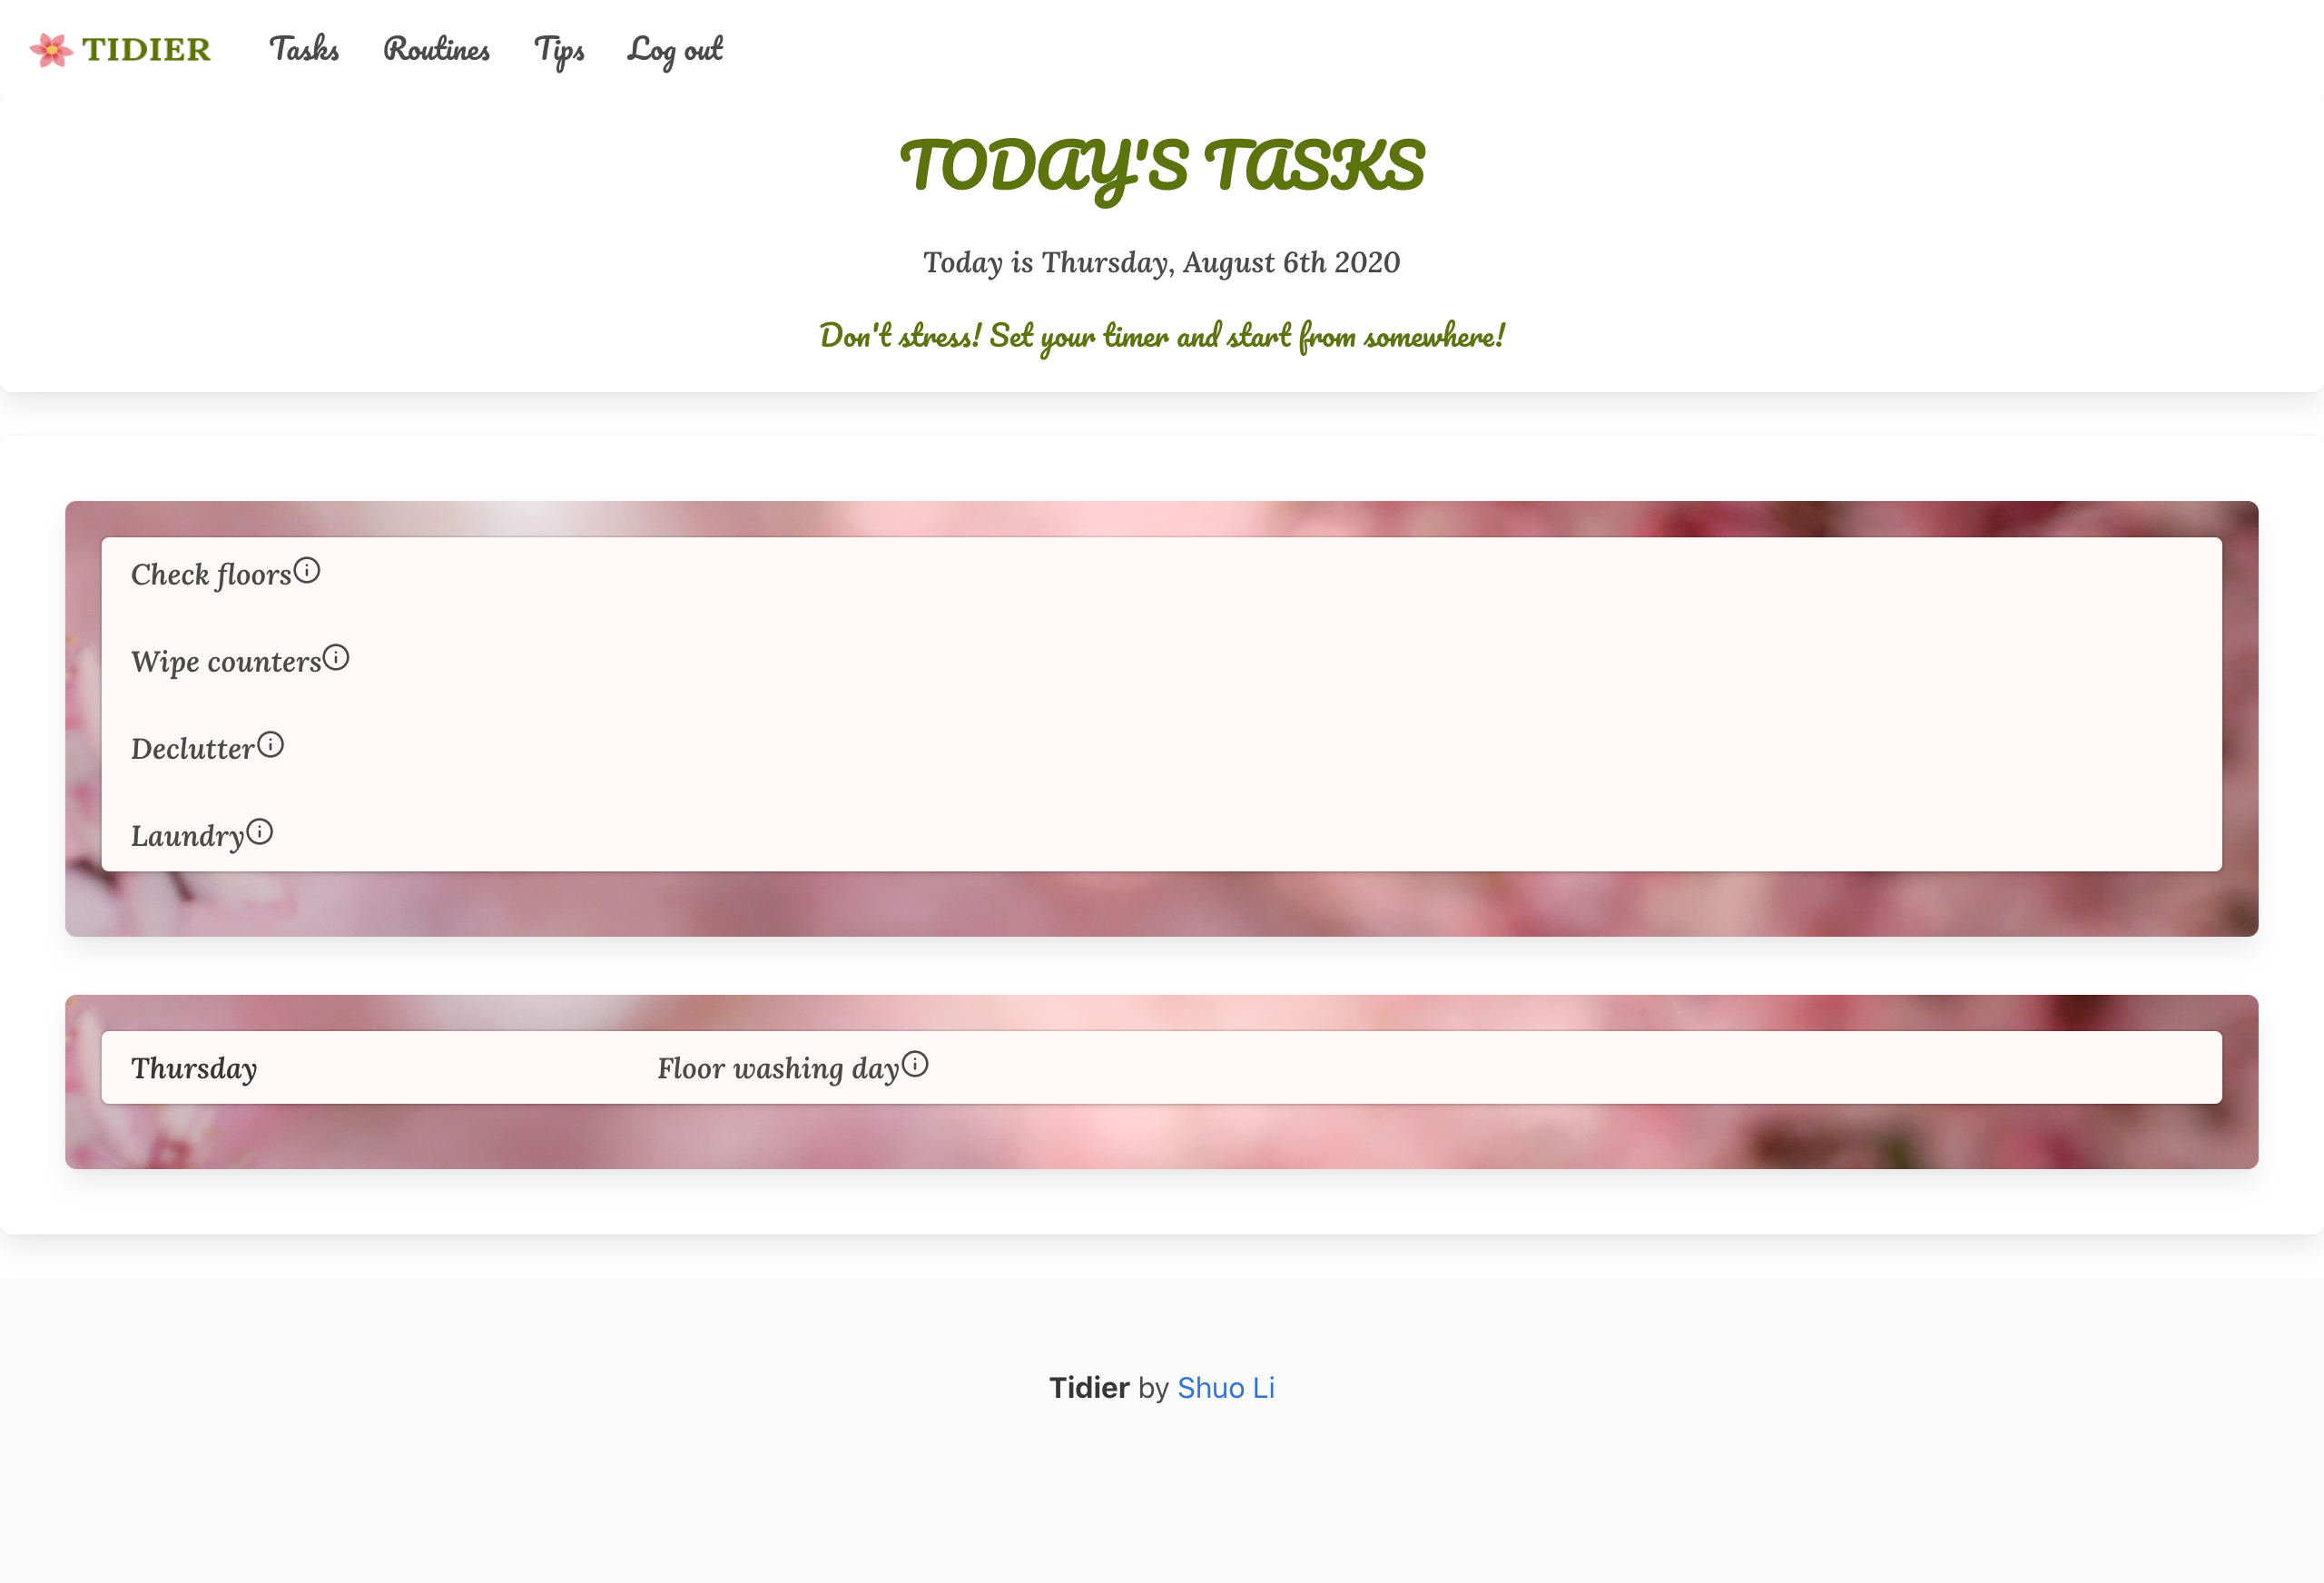 TIDIER Tasks Routines Tips Log out
TODAY'S TASKS
Today is Thursday, August 6th 2020
Don't stress! Set your timer and start from somewhere!
Check floors
Wipe counters
Declutter
Laundry
Thursday Floor washing day
Tidier by Shuo Li